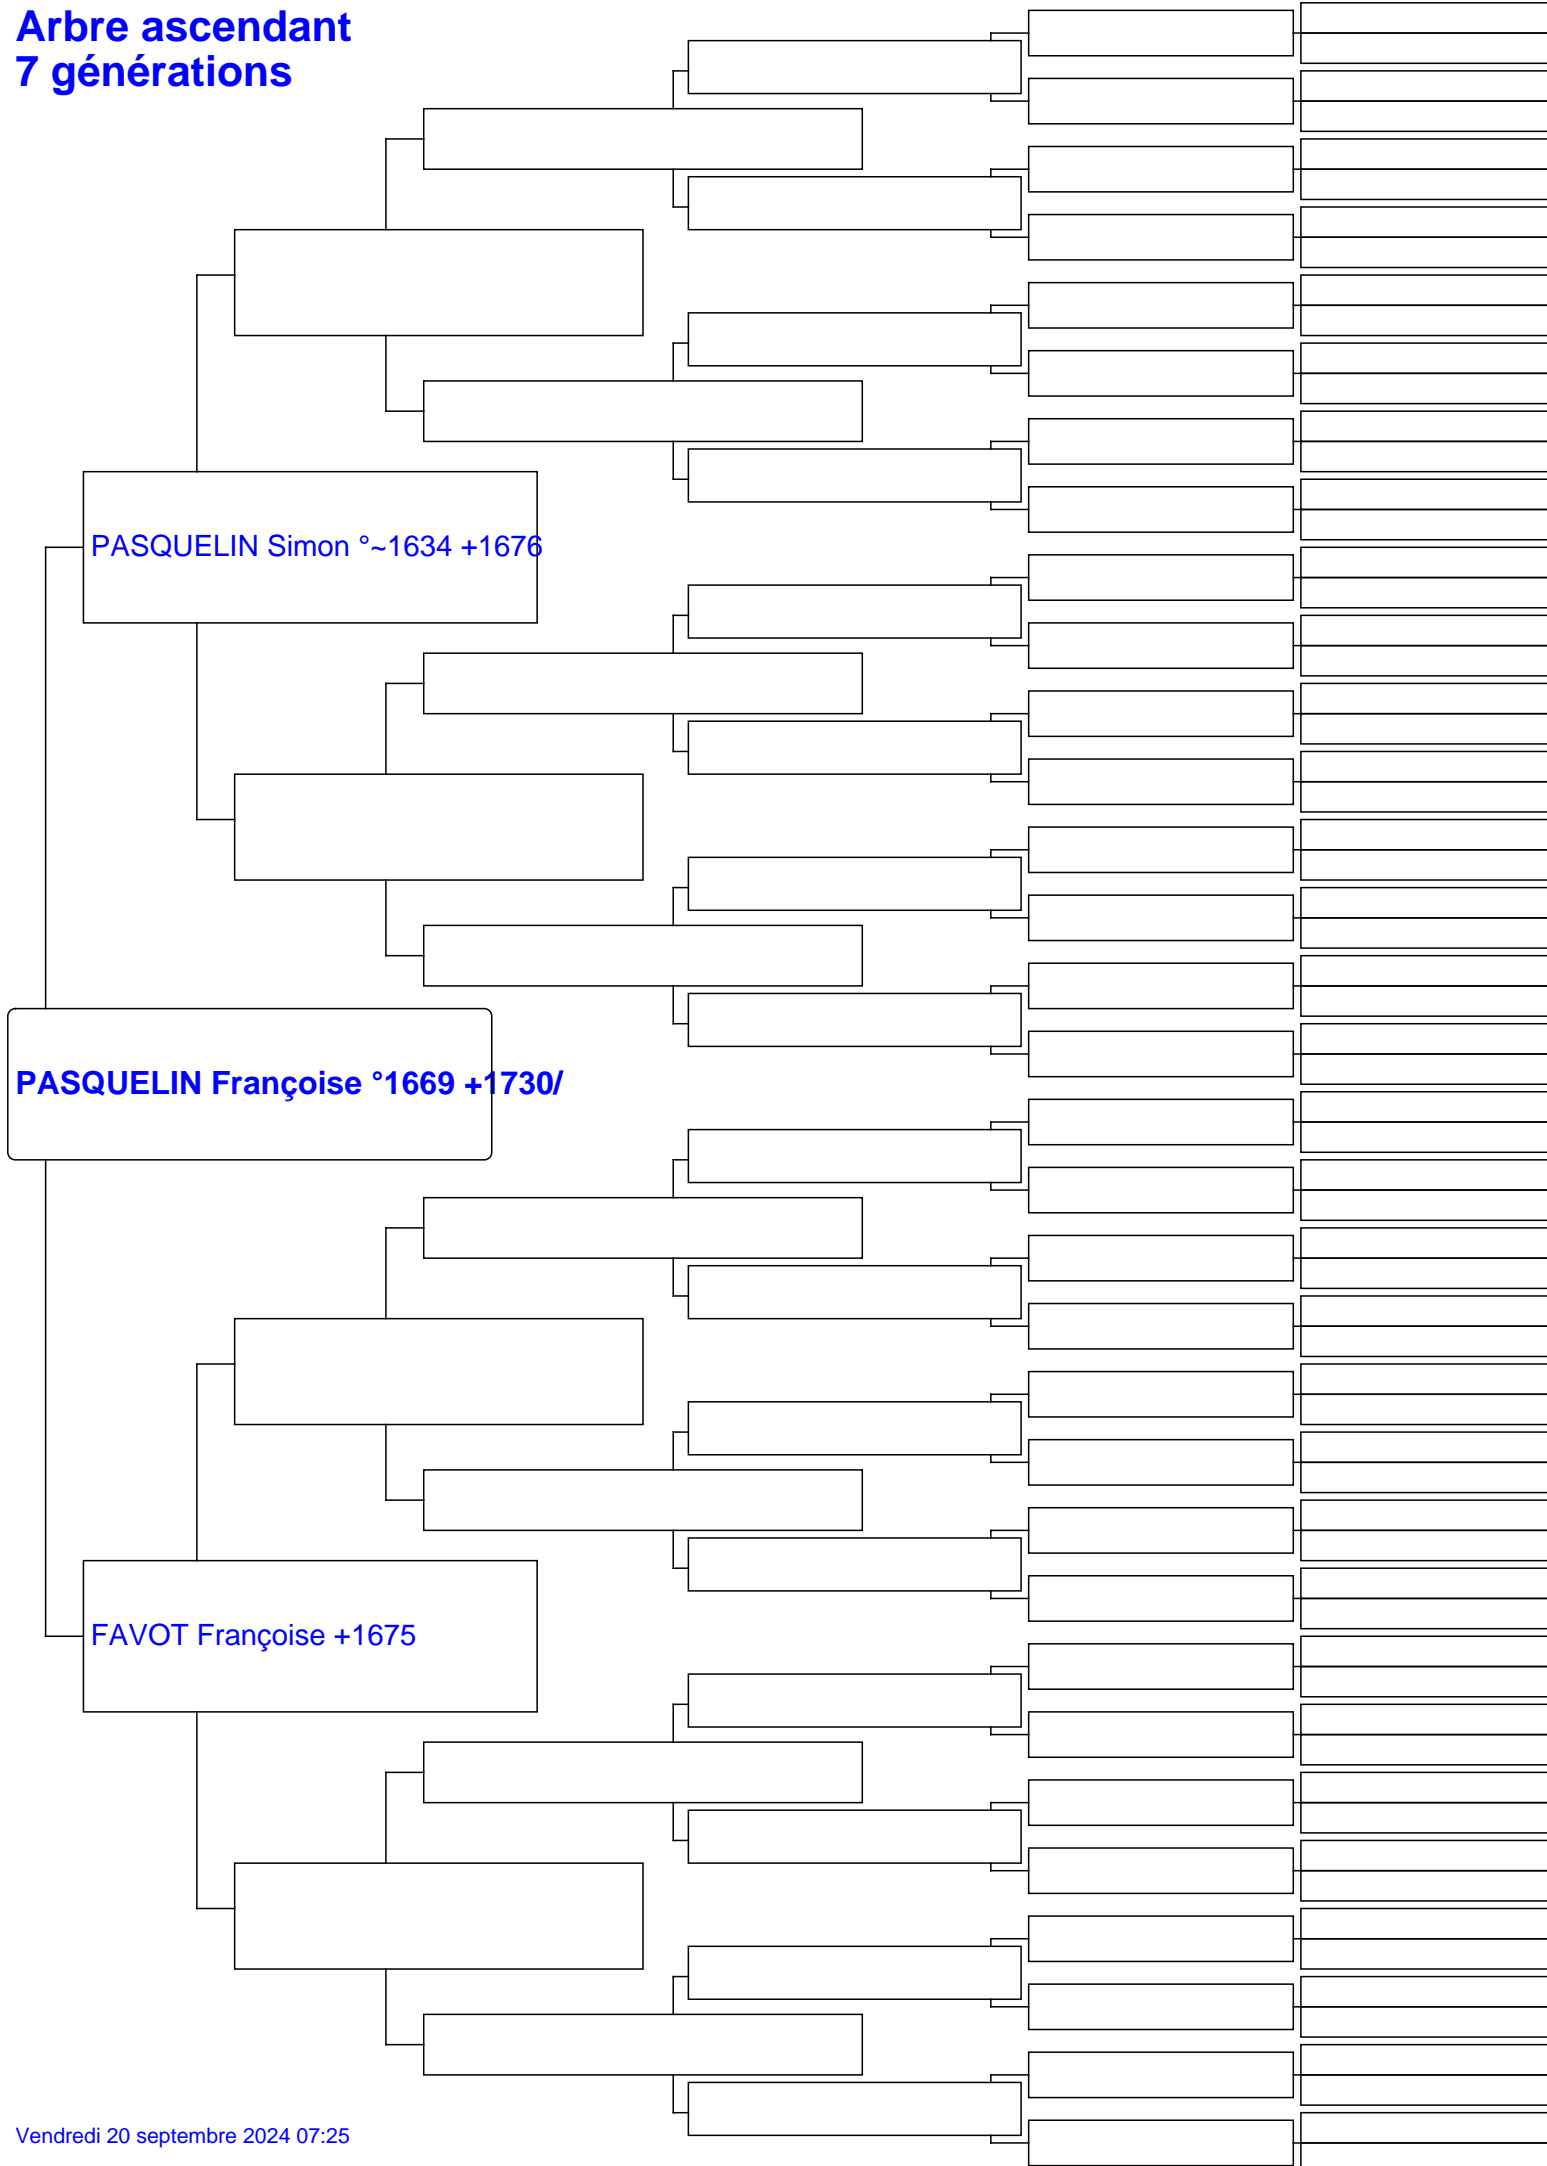 Arbre ascendant
7 générations
PASQUELIN Simon °~1634 +1676
PASQUELIN Françoise °1669 +1730/
FAVOT Françoise +1675
Vendredi 20 septembre 2024 07:25